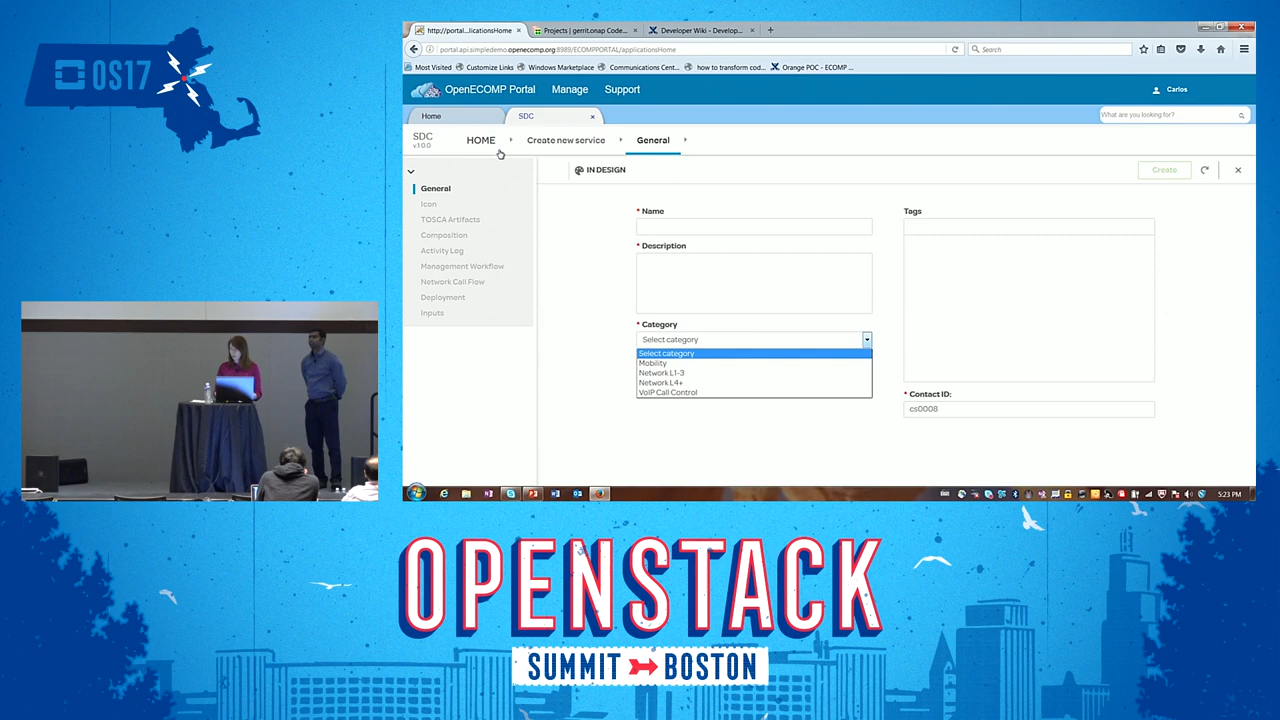 OS17
http://portal...licationsHome
Projects | gerrit.onap Code...
Developer Wiki - Develop...
portal.api.simpledemo.openecomp.org:8989/ECOMPPORTAL/applicationsHome
Search
Most Visited
Customize Links
Windows Marketplace
Communications Cent...
how to transform cod...
Orange POC - ECOMP ...
OpenECOMP Portal
Manage
Support
Carlos
Home
SDC
What are you looking for?
SDC
v.1.0.0
HOME
Create new service
General
IN DESIGN
Create
General
Icon
TOSCA Artifacts
Composition
Activity Log
Management Workflow
Network Call Flow
Deployment
Inputs
* Name
* Description
* Category
Select category
Select category
Mobility
Network L1-3
Network L4+
VoIP Call Control
Tags
* Contact ID:
cs0008
5:23 PM
OPENSTACK
SUMMIT BOSTON